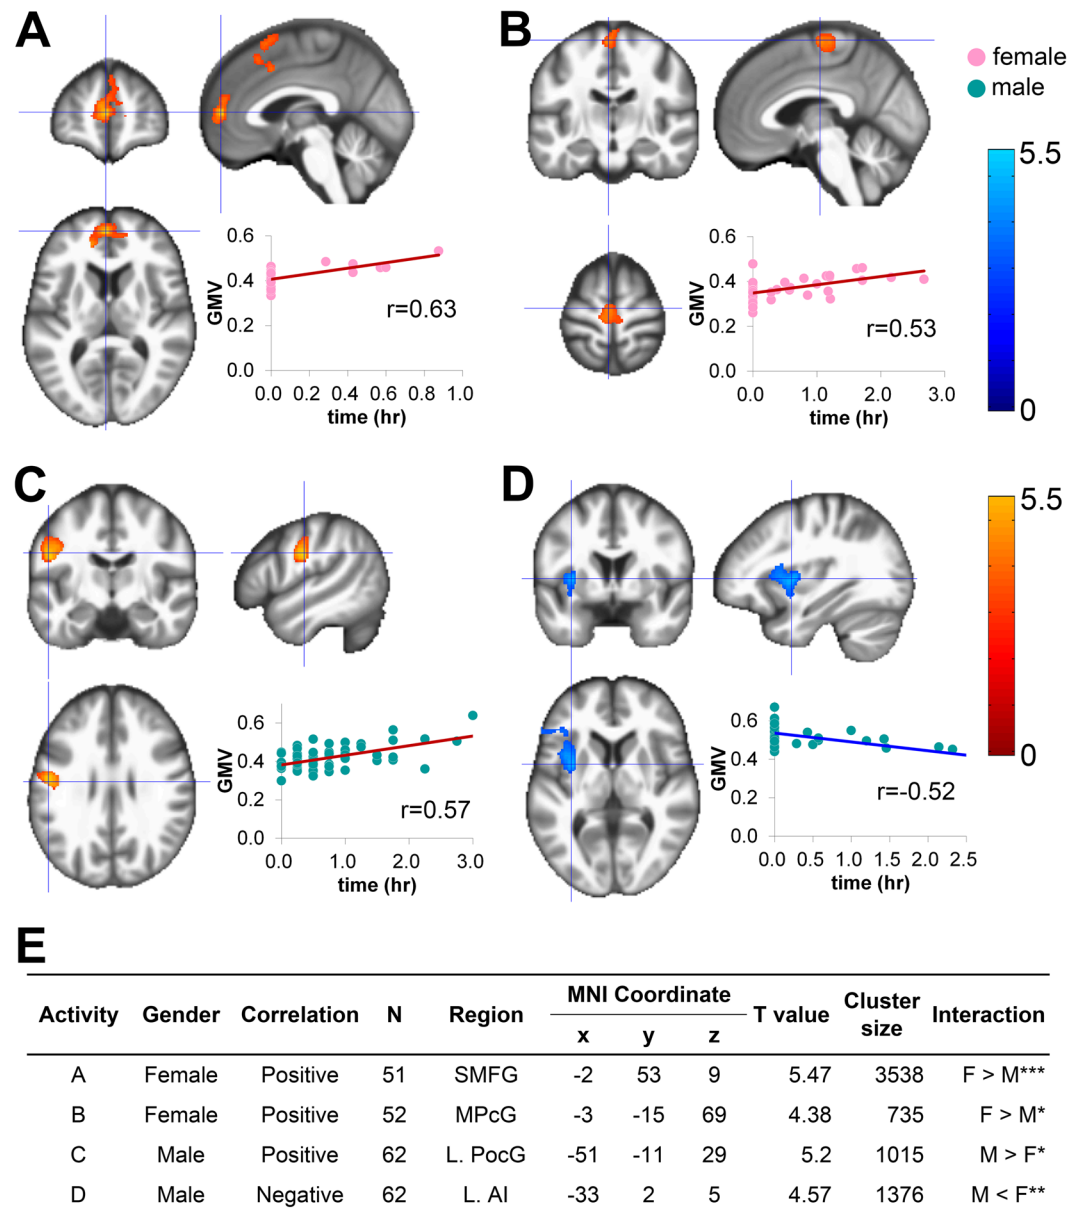 A
B
female
male
5.5
0
0.6
0.4
0.2
0.0
GMV
r=0.63
0.0 0.2 0.4 0.6 0.8 1.0
time (hr)
0.6
0.4
0.2
0.0
GMV
r=0.53
0.0 1.0 2.0 3.0
time (hr)
C
D
5.5
0
0.6
0.4
0.2
0.0
GMV
r=0.57
0.0 1.0 2.0 3.0
time (hr)
0.6
0.4
0.2
0.0
GMV
r=-0.52
0.0 0.5 1.0 1.5 2.0 2.5
time (hr)
E
Activity Gender Correlation N Region MNI Coordinate T value Cluster size Interaction
x y z
A Female Positive 51 SMFG -2 53 9 5.47 3538 F > M***
B Female Positive 52 MPcG -3 -15 69 4.38 735 F > M*
C Male Positive 62 L. PocG -51 -11 29 5.2 1015 M > F*
D Male Negative 62 L. AI -33 2 5 4.57 1376 M < F**